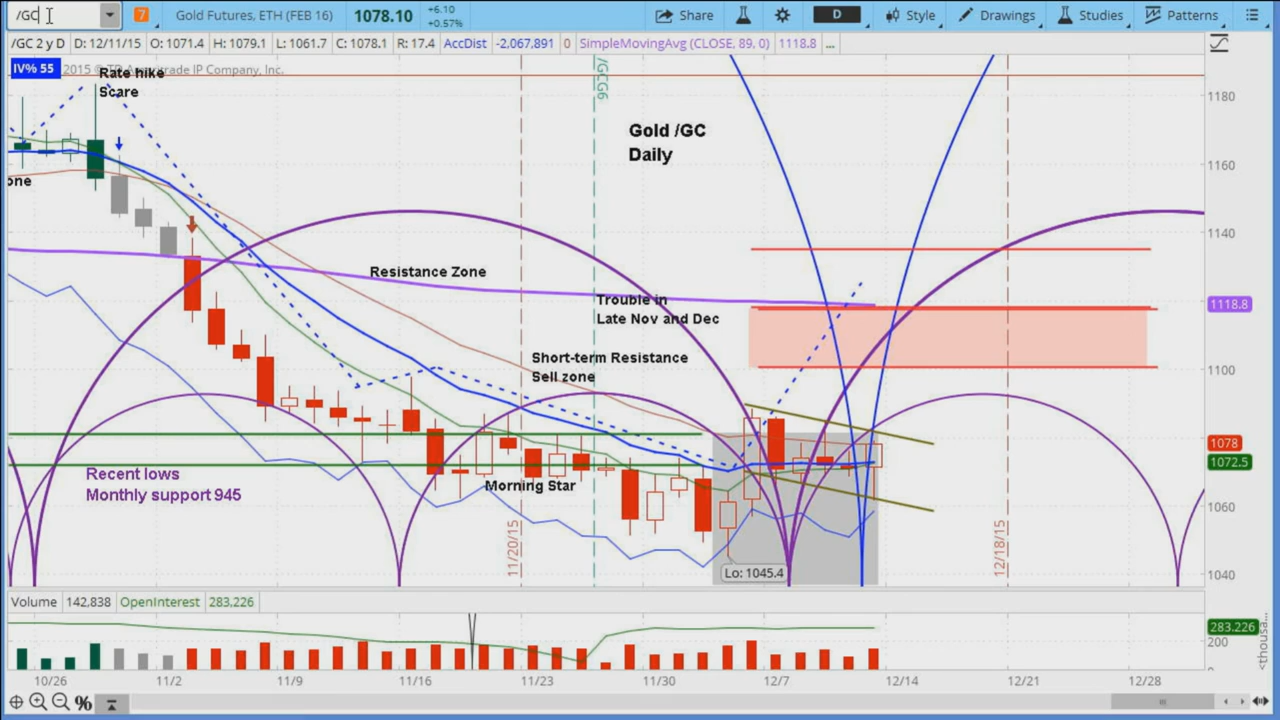 /GC
7
Gold Futures, ETH (FEB 16)
1078.10
+6.10
+0.57%
Share
D
Style
Drawings
Studies
Patterns
/GC 2 y D
D: 12/11/15
O: 1071.4
H: 1079.1
L: 1061.7
C: 1078.1
R: 17.4
AccDist
-2,067,891
0
SimpleMovingAvg (CLOSE, 89, 0)
1118.8
...
IV% 55
2015 © TD Ameritrade IP Company, Inc.
Rate hike
Scare
/GCG6
Gold /GC
Daily
one
Resistance Zone
Trouble in
Late Nov and Dec
Short-term Resistance
Sell zone
Recent lows
Monthly support 945
Morning Star
Lo: 1045.4
11/20/15
12/18/15
1180
1160
1140
1118.8
1100
1078
1072.5
1060
1040
Volume
142,838
OpenInterest
283,226
283,226
200
0
<thousa...
10/26
11/2
11/9
11/16
11/23
11/30
12/7
12/14
12/21
12/28
%